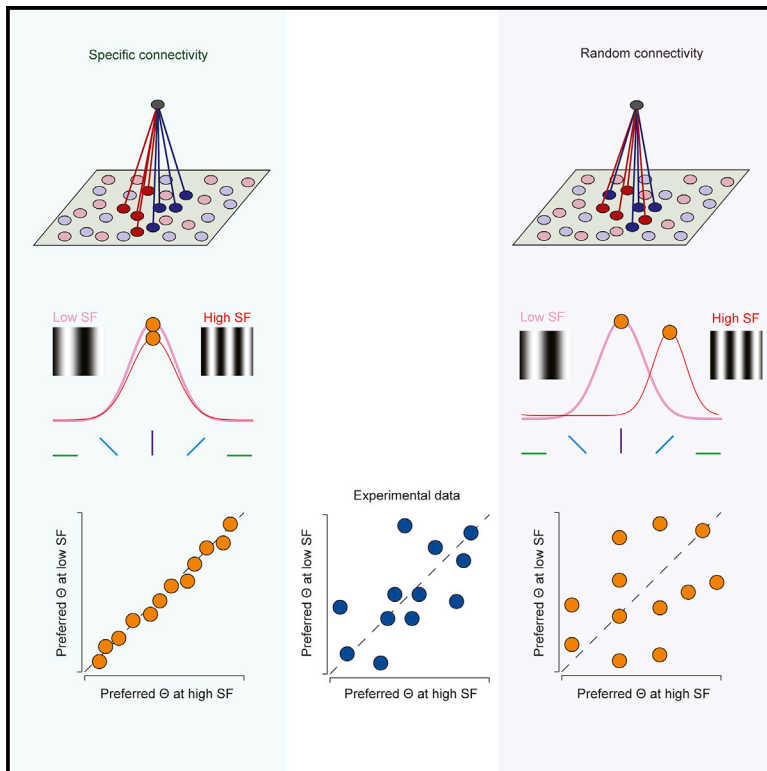 Specific connectivity
Random connectivity
Low SF
High SF
Low SF
High SF
Experimental data
Preferred Θ at low SF
Preferred Θ at high SF
Preferred Θ at low SF
Preferred Θ at high SF
Preferred Θ at low SF
Preferred Θ at high SF